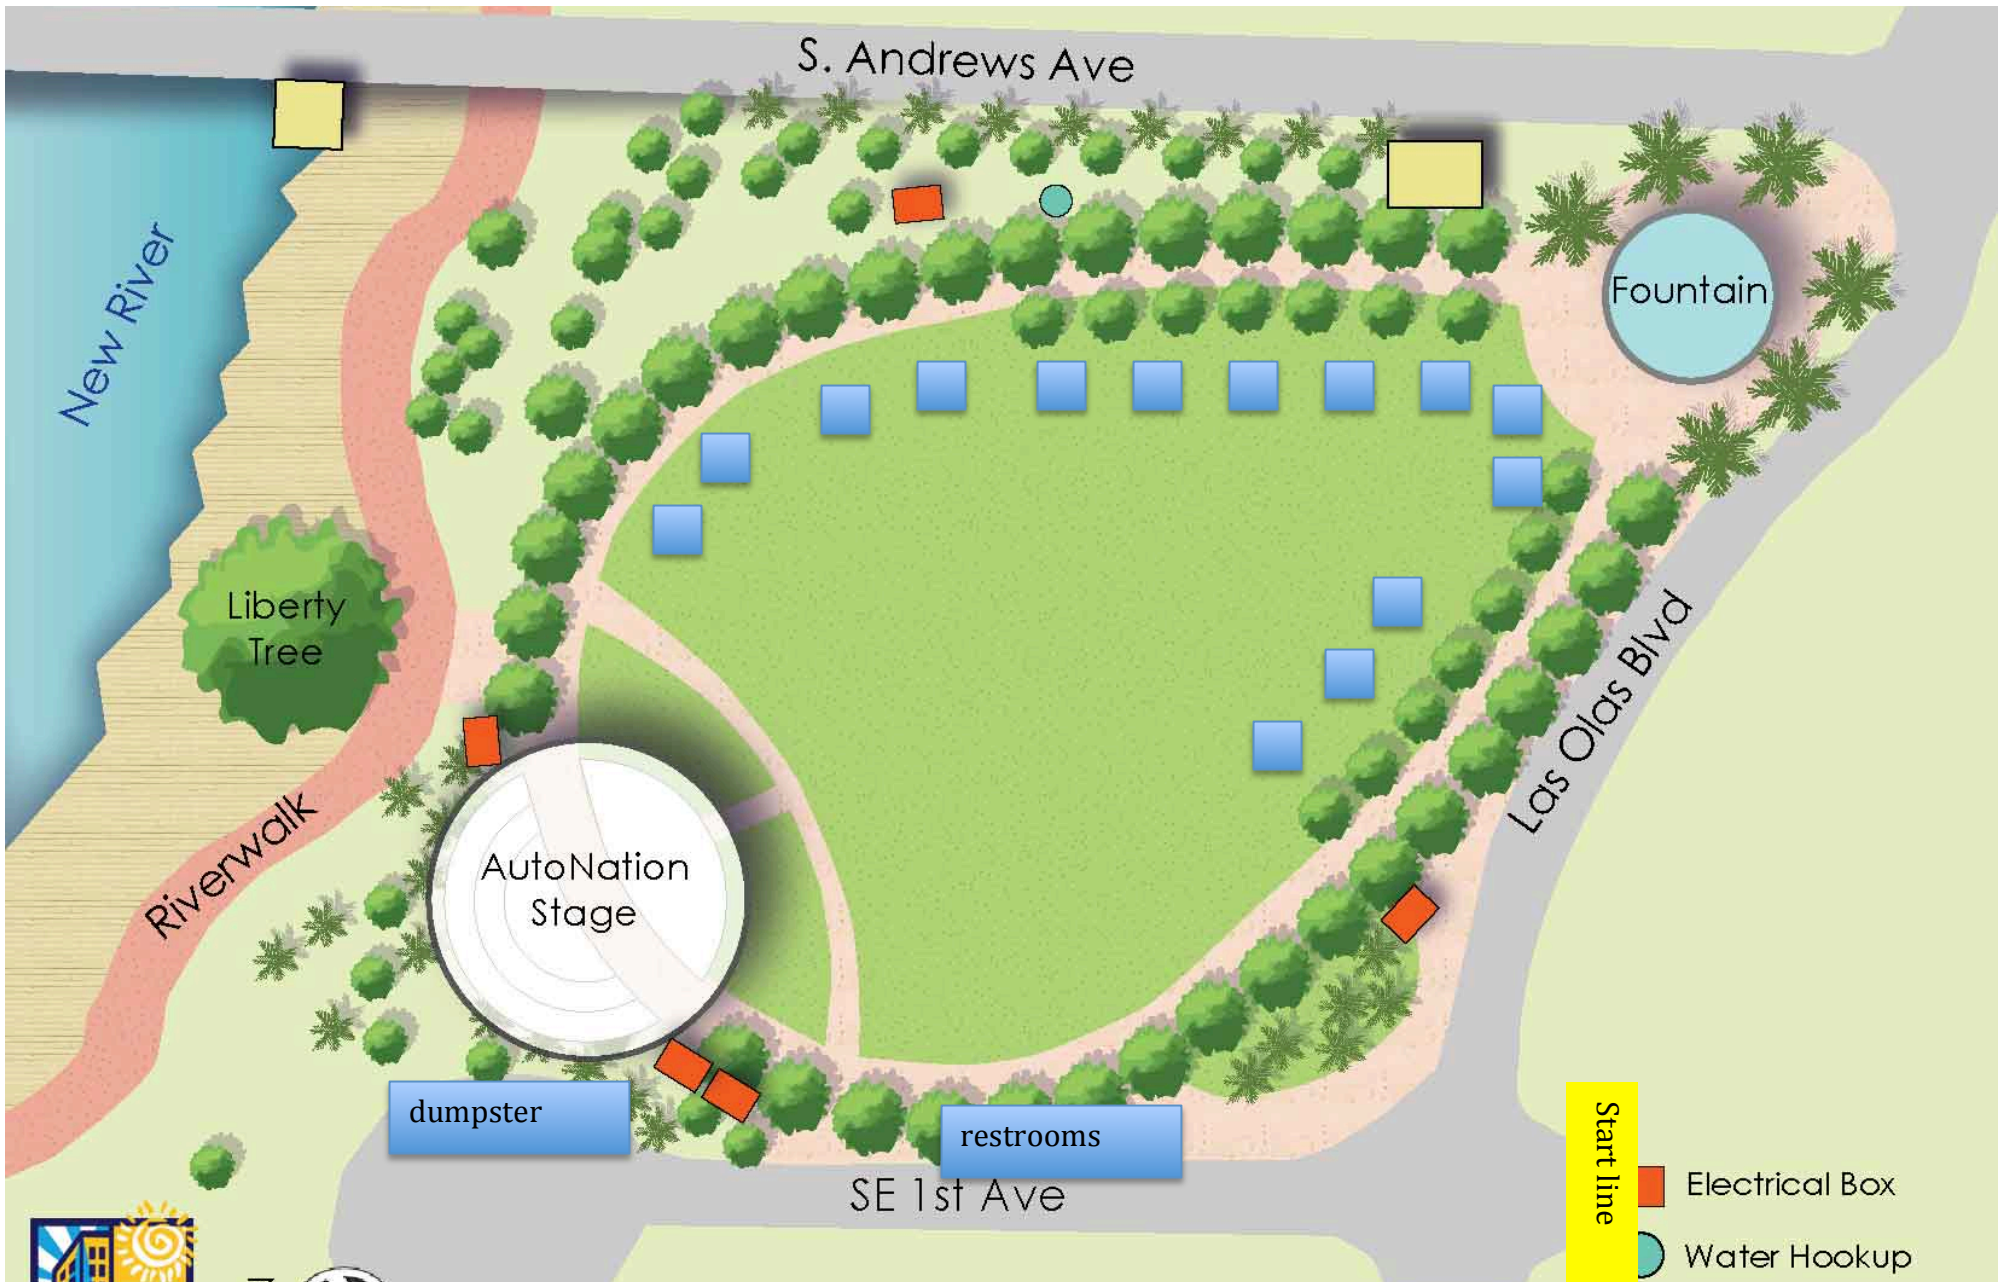 S. Andrews Ave
New River
Fountain
Liberty
Tree
Las Olas Blvd
Riverwalk
AutoNation
Stage
dumpster
restrooms
SE 1st Ave
Start line
Electrical Box
Water Hookup